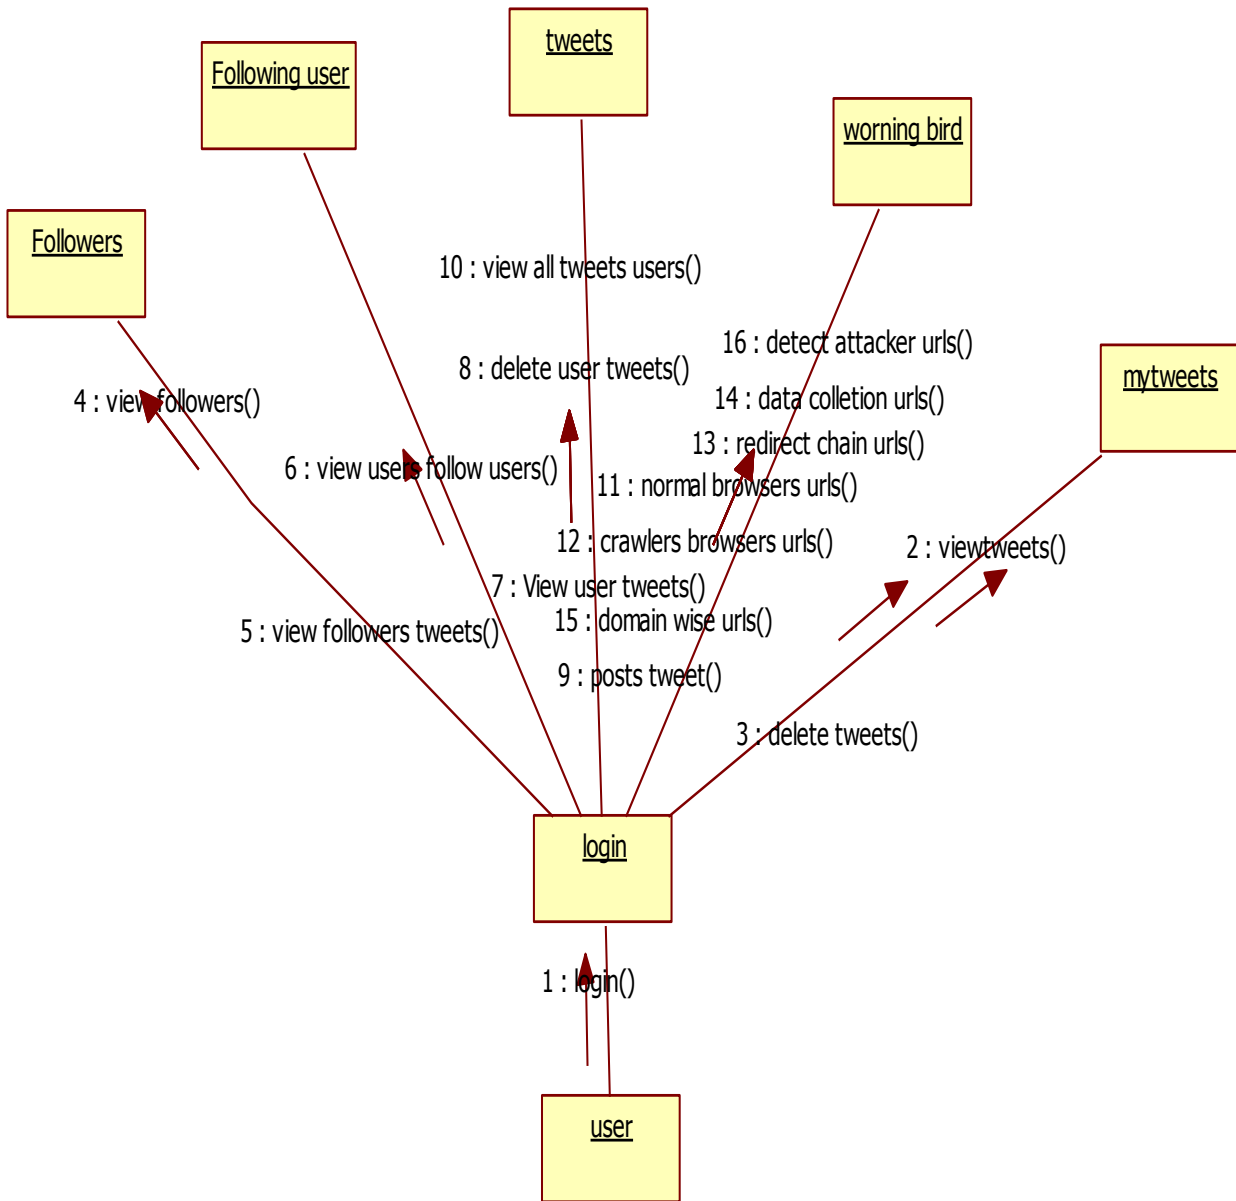 tweets
Following user
worning bird
Followers
10 : view all tweets users()
16 : detect attacker urls()
8 : delete user tweets()
mytweets
4 : view followers()
14 : data colletion urls()
13 : redirect chain urls()
6 : view users follow users()
11 : normal browsers urls()
12 : crawlers browsers urls()
2 : viewtweets()
7 : View user tweets()
15 : domain wise urls()
5 : view followers tweets()
9 : posts tweet()
3 : delete tweets()
login
1 : login()
user